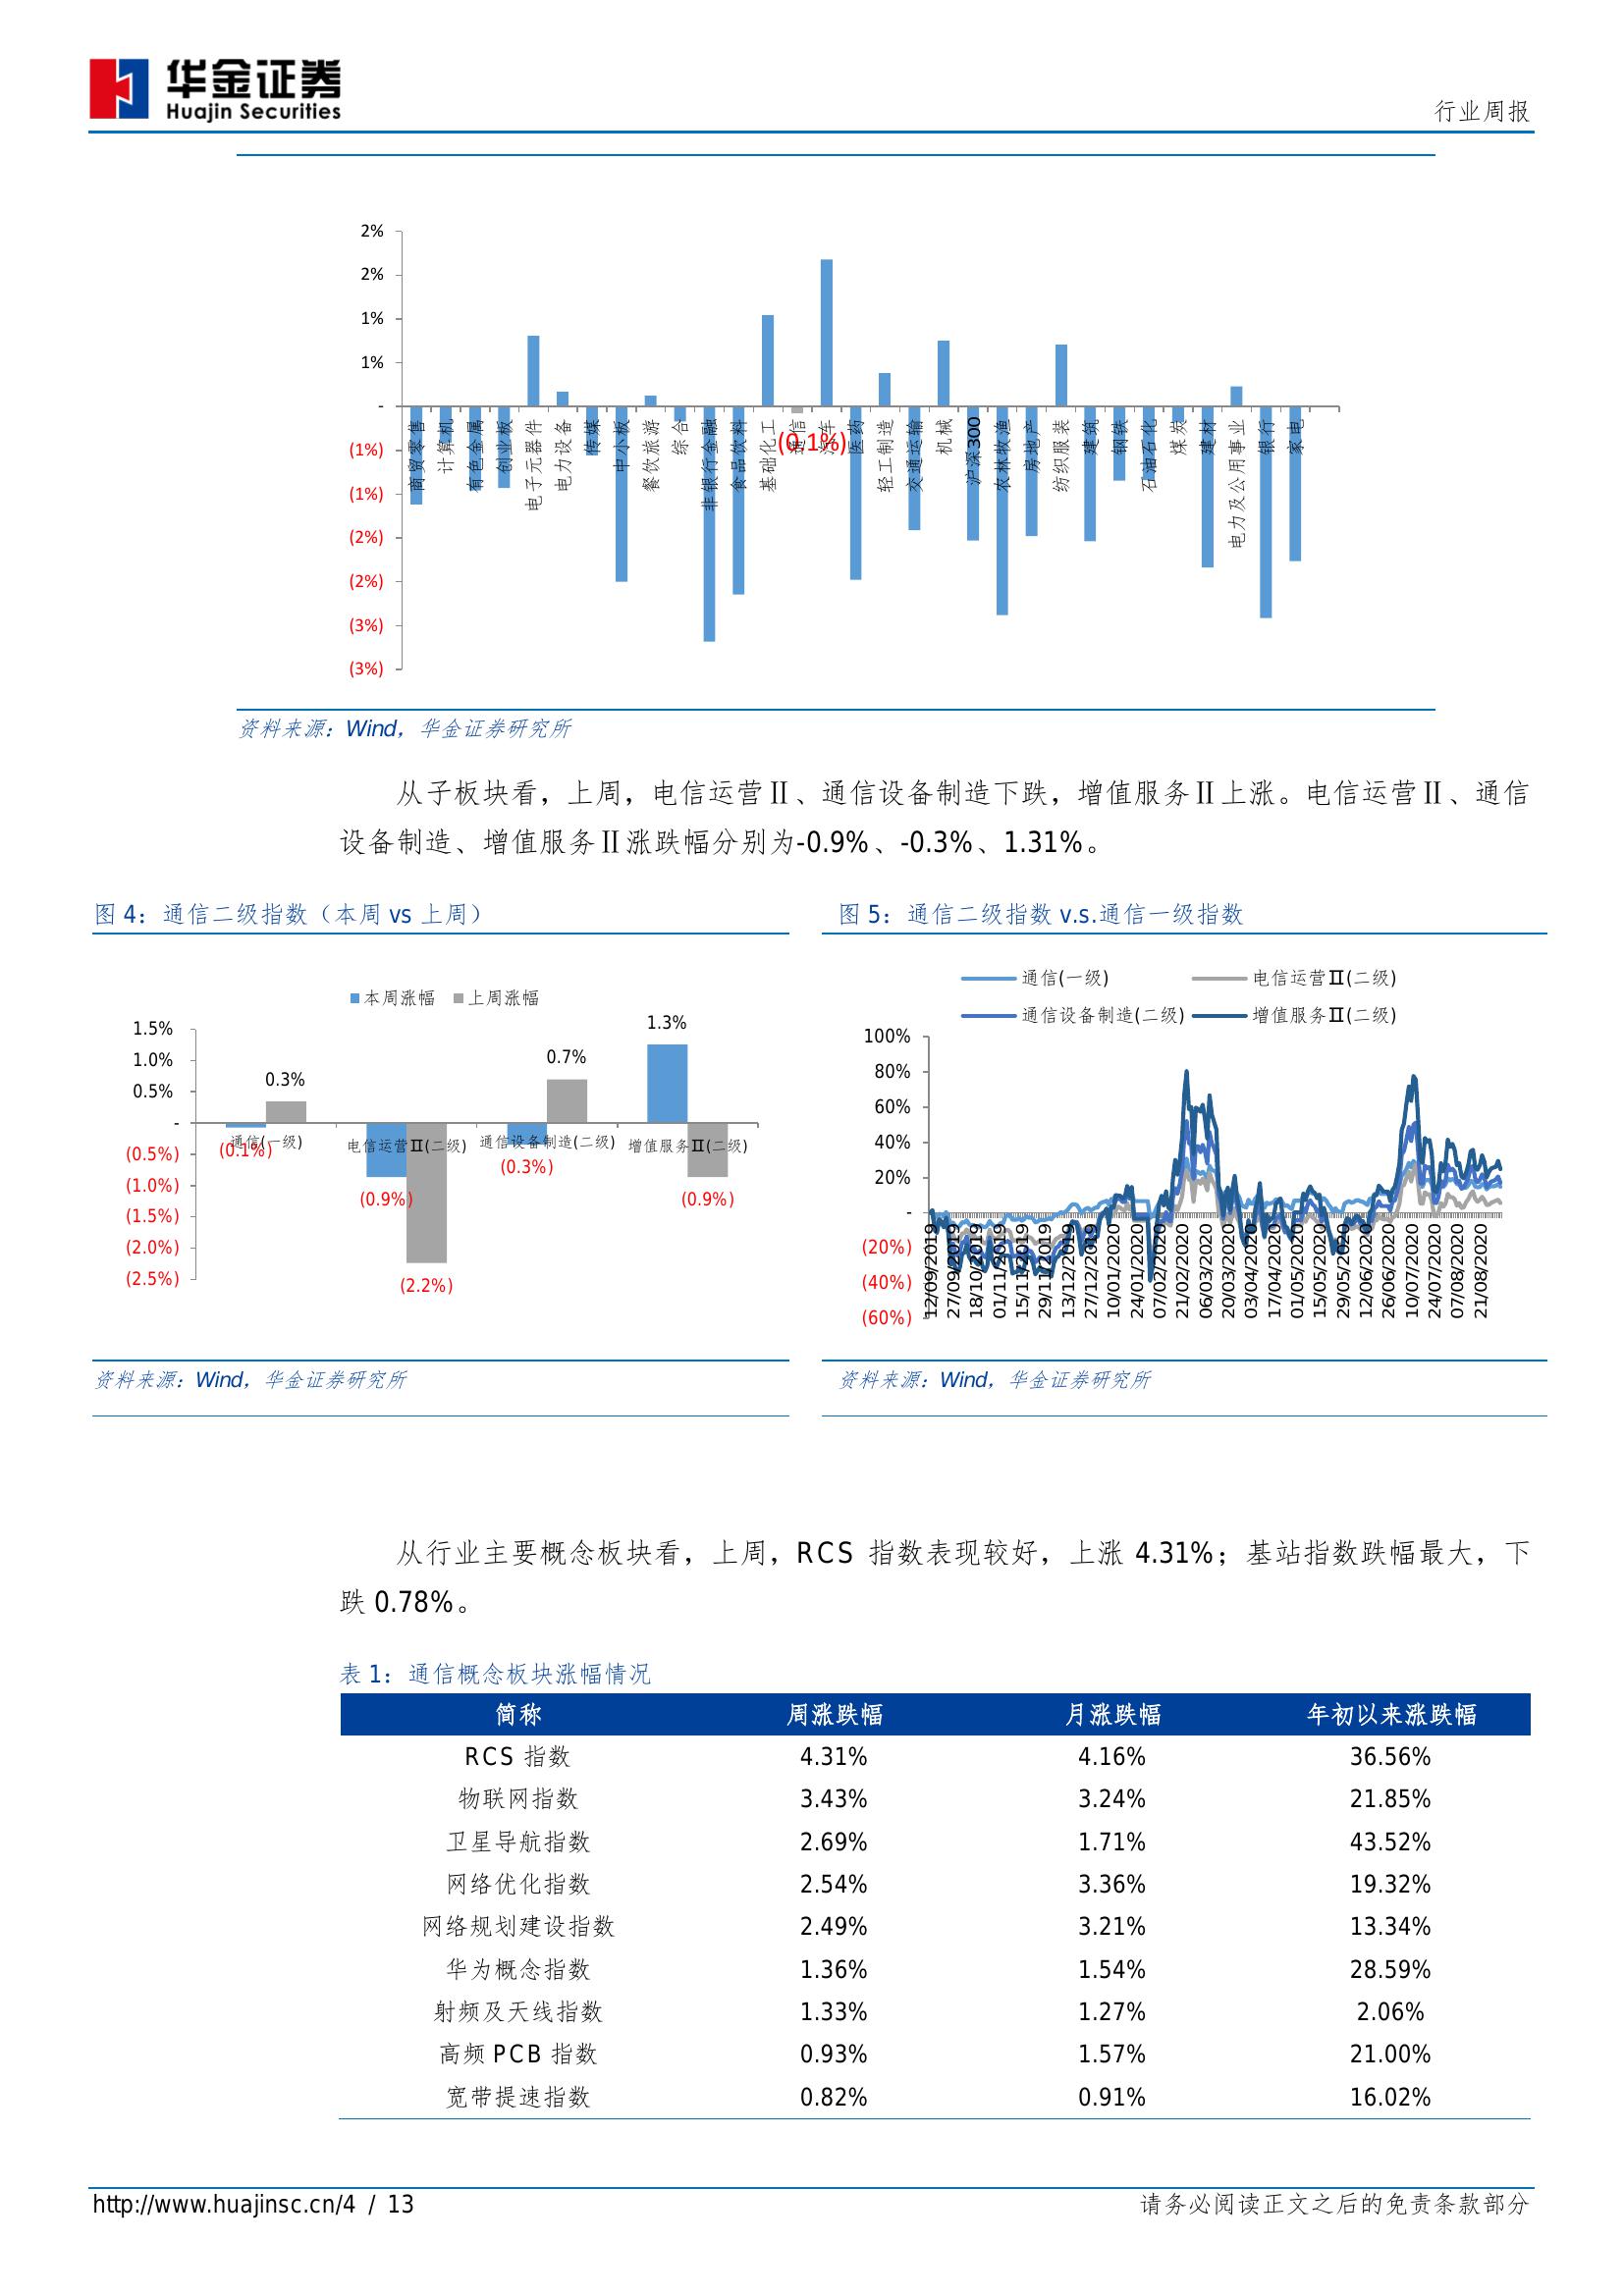 华金证券
Huajin Securities
行业周报
2%
2%
1%
1%
-
(1%)
(1%)
(2%)
(2%)
(3%)
(3%)
商贸零售
计算机
有色金属
创业板
电子元器件
电力设备
传媒
中小板
餐饮旅游
综合
非银行金融
食品饮料
基础化工
通信
汽车
医药
轻工制造
交通运输
机械
沪深300
农林牧渔
房地产
纺织服装
建筑
钢铁
石油石化
煤炭
建材
电力及公用事业
银行
家电
(0.1%)
资料来源：Wind，华金证券研究所
从子板块看，上周，电信运营Ⅱ、通信设备制造下跌，增值服务Ⅱ上涨。电信运营Ⅱ、通信
设备制造、增值服务Ⅱ涨跌幅分别为-0.9%、-0.3%、1.31%。
图 4：通信二级指数（本周 vs 上周）
本周涨幅 上周涨幅
1.5%
1.0%
0.5%
-
(0.5%)
(1.0%)
(1.5%)
(2.0%)
(2.5%)
0.3%
0.7%
1.3%
通信(一级)
电信运营Ⅱ(二级)
通信设备制造(二级)
增值服务Ⅱ(二级)
(0.1%)
(0.9%)
(2.2%)
(0.3%)
(0.9%)
资料来源：Wind，华金证券研究所
图 5：通信二级指数 v.s.通信一级指数
通信(一级) 电信运营Ⅱ(二级)
通信设备制造(二级) 增值服务Ⅱ(二级)
100%
80%
60%
40%
20%
-
(20%)
(40%)
(60%)
12/09/2019
27/09/2019
18/10/2019
01/11/2019
15/11/2019
29/11/2019
13/12/2019
27/12/2019
10/01/2020
24/01/2020
07/02/2020
21/02/2020
06/03/2020
20/03/2020
03/04/2020
17/04/2020
01/05/2020
15/05/2020
29/05/2020
12/06/2020
26/06/2020
10/07/2020
24/07/2020
07/08/2020
21/08/2020
资料来源：Wind，华金证券研究所
从行业主要概念板块看，上周，RCS 指数表现较好，上涨 4.31%；基站指数跌幅最大，下
跌 0.78%。
表 1：通信概念板块涨幅情况
简称 周涨跌幅 月涨跌幅 年初以来涨跌幅
RCS 指数 4.31% 4.16% 36.56%
物联网指数 3.43% 3.24% 21.85%
卫星导航指数 2.69% 1.71% 43.52%
网络优化指数 2.54% 3.36% 19.32%
网络规划建设指数 2.49% 3.21% 13.34%
华为概念指数 1.36% 1.54% 28.59%
射频及天线指数 1.33% 1.27% 2.06%
高频 PCB 指数 0.93% 1.57% 21.00%
宽带提速指数 0.82% 0.91% 16.02%
http://www.huajinsc.cn/4 / 13
请务必阅读正文之后的免责条款部分